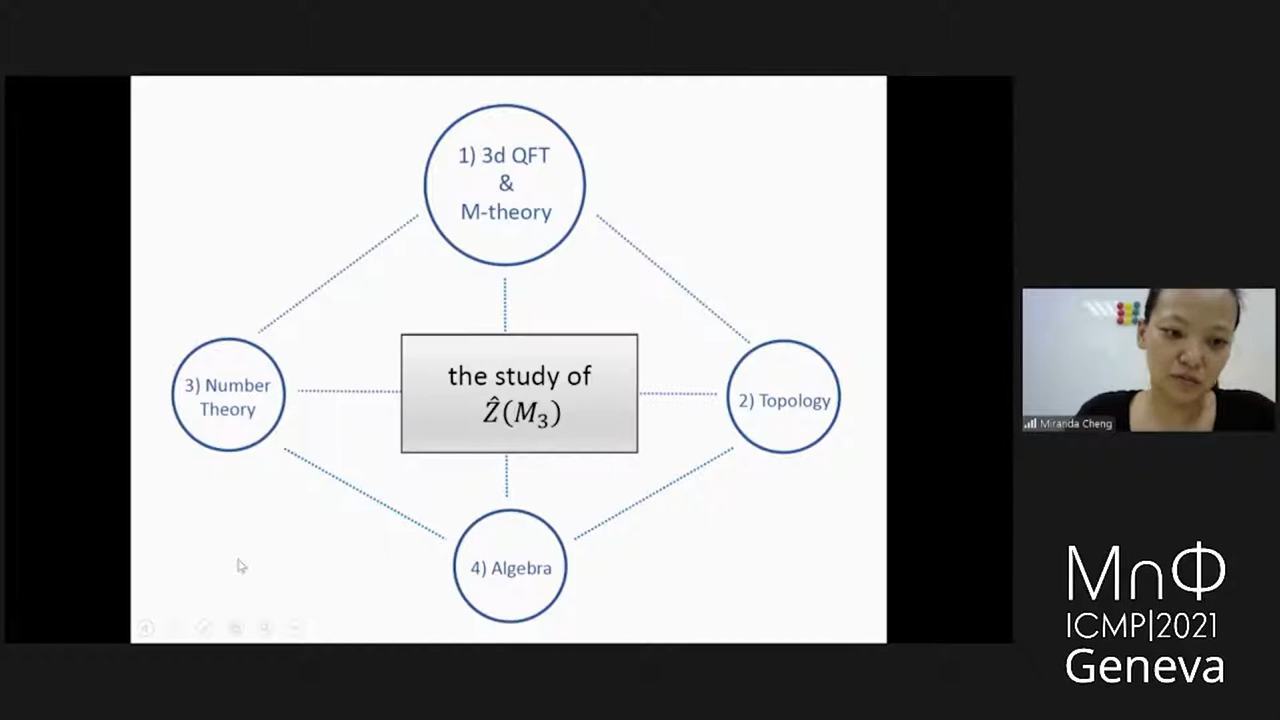 1) 3d QFT
&
M-theory
the study of
Ẑ(M₃)
3) Number
Theory
2) Topology
4) Algebra
Miranda Cheng
M∩Φ
ICMP|2021
Geneva